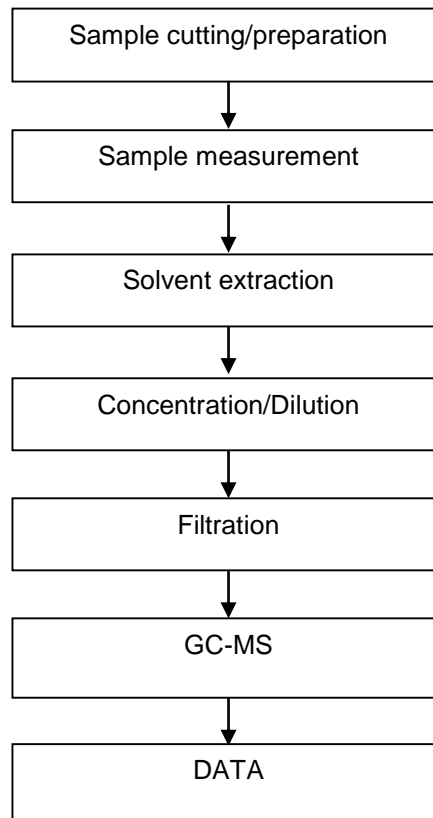 Sample cutting/preparation
Sample measurement
Solvent extraction
Concentration/Dilution
Filtration
GC-MS
DATA